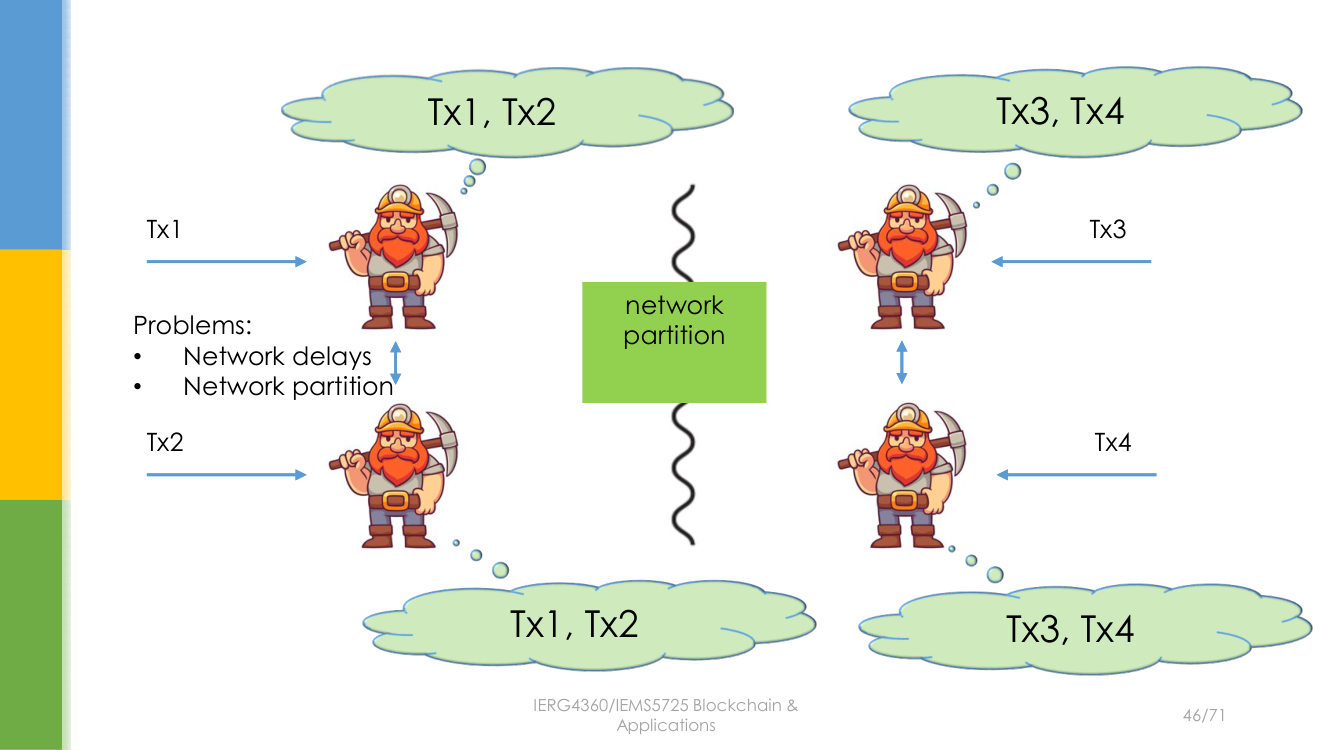 Tx1, Tx2
Tx3, Tx4
Tx1
Tx3
network
partition
Problems:
• Network delays
• Network partition
Tx2
Tx4
Tx1, Tx2
Tx3, Tx4
IERG4360/IEMS5725 Blockchain &
Applications
46/71